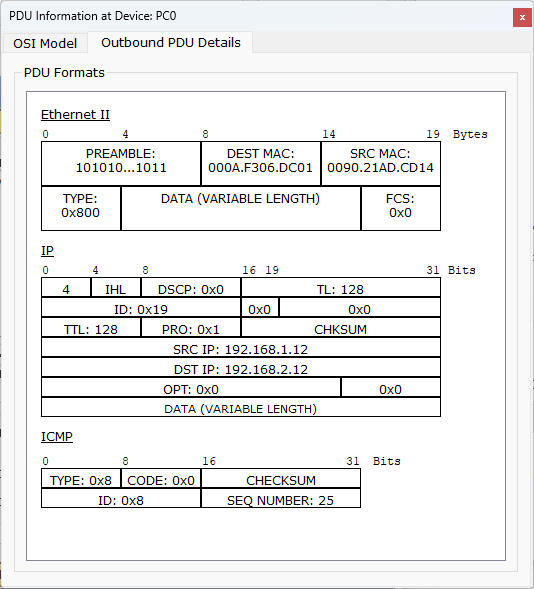 PDU Information at Device: PC0
x
OSI Model Outbound PDU Details
PDU Formats
Ethernet II
0 4 8 14 19 Bytes
PREAMBLE: 101010...1011 DEST MAC: 000A.F306.DC01 SRC MAC: 0090.21AD.CD14
TYPE: 0x800 DATA (VARIABLE LENGTH) FCS: 0x0
IP
0 4 8 16 19 31 Bits
4 IHL DSCP: 0x0 TL: 128
ID: 0x19 0x0 0x0
TTL: 128 PRO: 0x1 CHKSUM
SRC IP: 192.168.1.12
DST IP: 192.168.2.12
OPT: 0x0 0x0
DATA (VARIABLE LENGTH)
ICMP
0 8 16 31 Bits
TYPE: 0x8 CODE: 0x0 CHECKSUM
ID: 0x8 SEQ NUMBER: 25